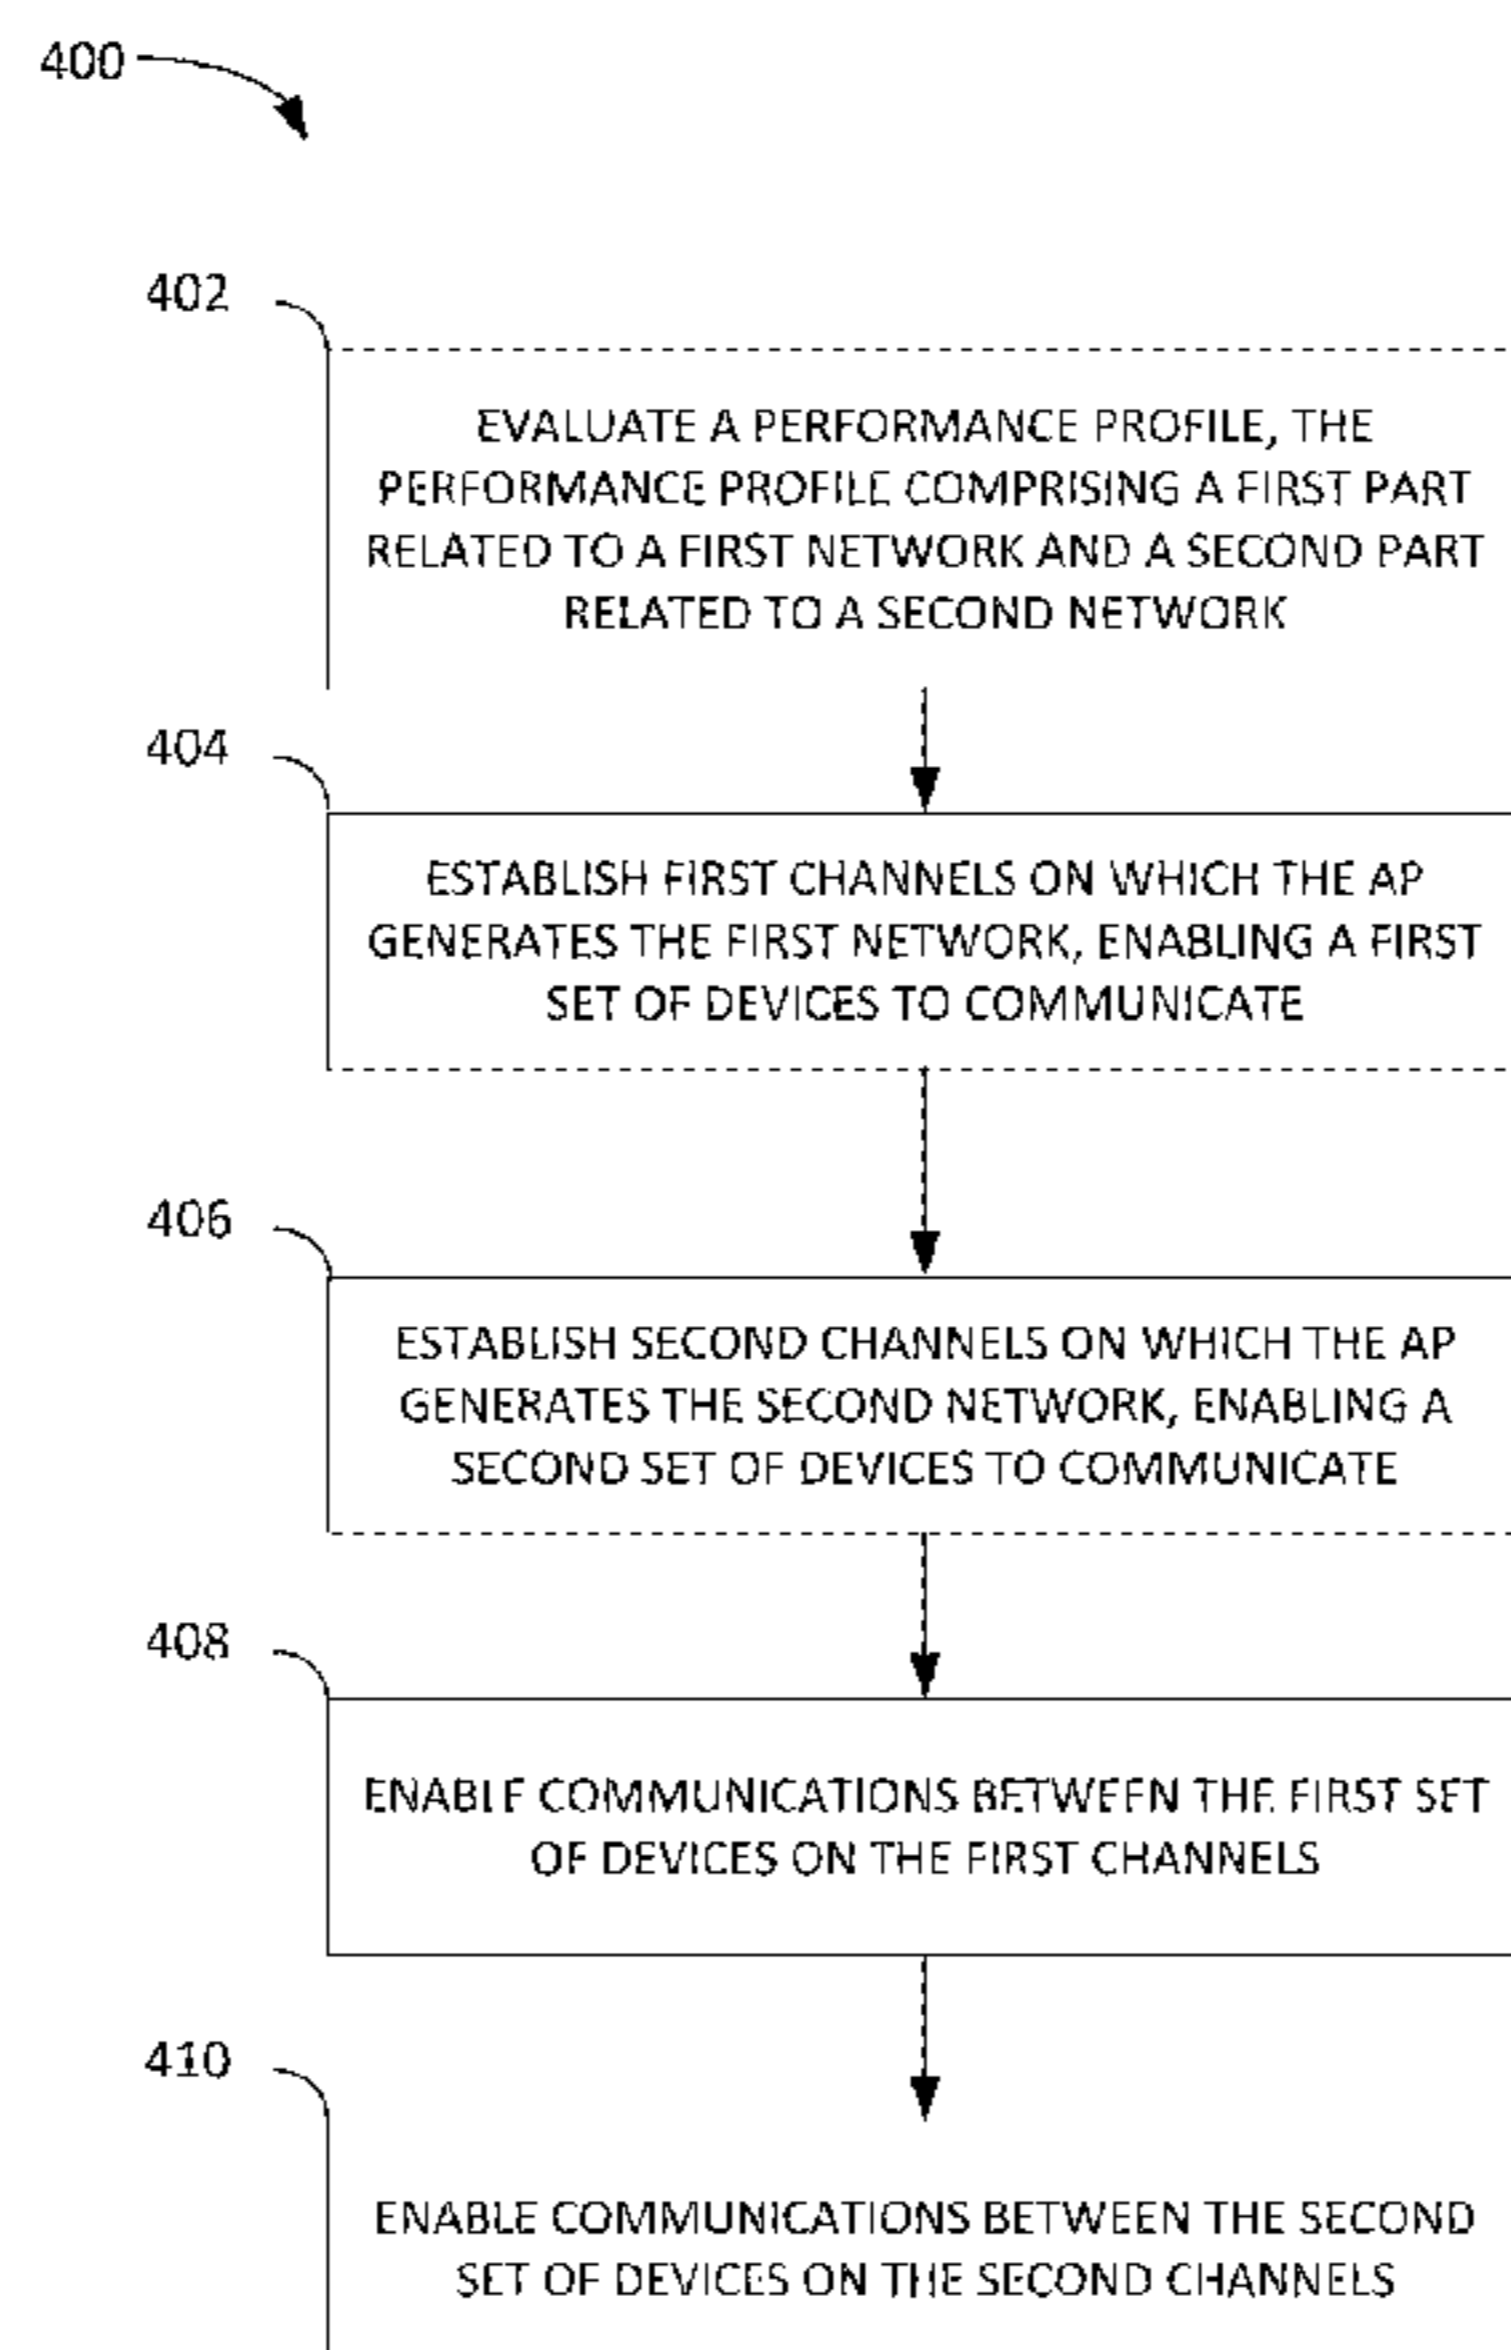 400
402
EVALUATE A PERFORMANCE PROFILE, THE
PERFORMANCE PROFILE COMPRISING A FIRST PART
RELATED TO A FIRST NETWORK AND A SECOND PART
RELATED TO A SECOND NETWORK
404
ESTABLISH FIRST CHANNELS ON WHICH THE AP
GENERATES THE FIRST NETWORK, ENABLING A FIRST
SET OF DEVICES TO COMMUNICATE
406
ESTABLISH SECOND CHANNELS ON WHICH THE AP
GENERATES THE SECOND NETWORK, ENABLING A
SECOND SET OF DEVICES TO COMMUNICATE
408
ENABLE COMMUNICATIONS BETWEEN THE FIRST SET
OF DEVICES ON THE FIRST CHANNELS
410
ENABLE COMMUNICATIONS BETWEEN THE SECOND
SET OF DEVICES ON THE SECOND CHANNELS